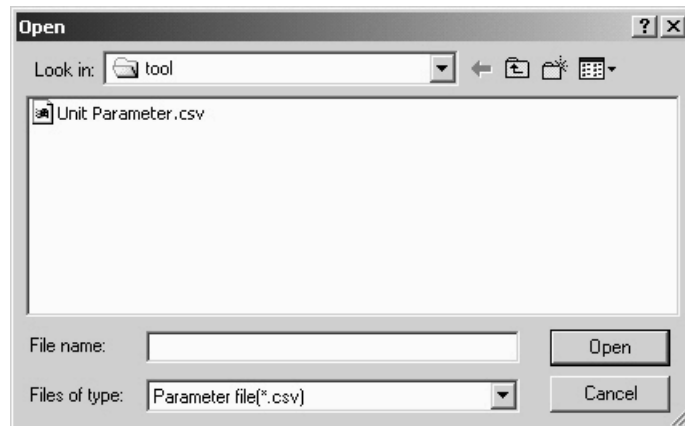 Open
Look in: tool
Unit Parameter.csv
File name:
Open
Files of type: Parameter file(*.csv)
Cancel